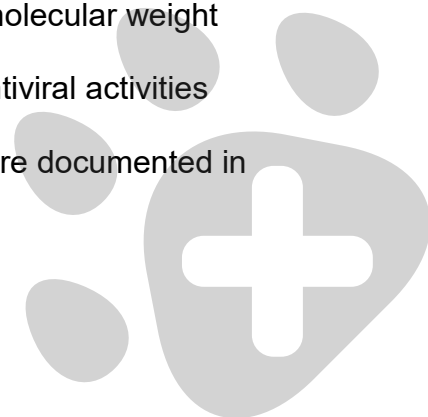 molecular weight
tiviral activities
re documented in